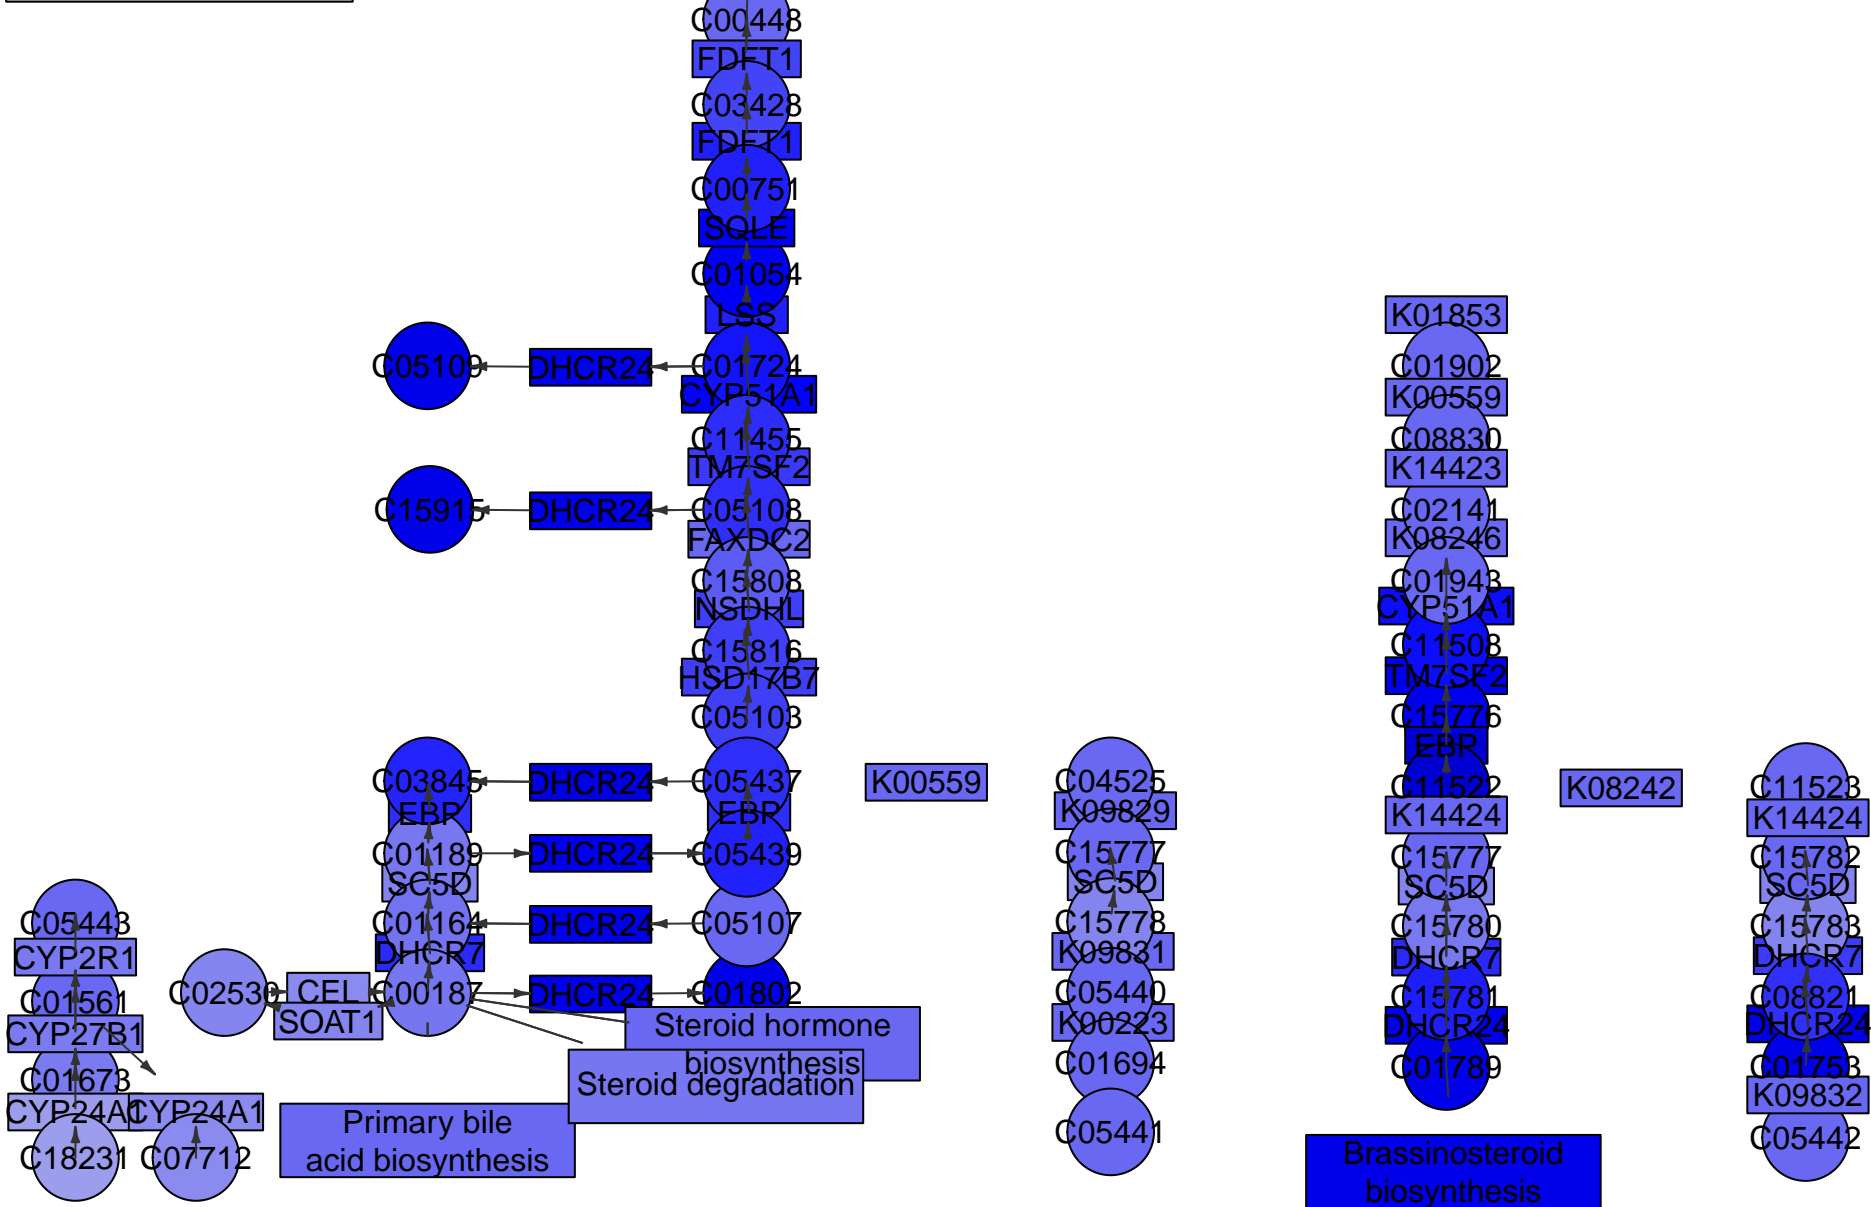 C00448
FDFT1
C03428
FDFT1
C00751
SQLE
C01054
LSS
C05109
DHCR24
C01724
CYP51A1
C11455
TM7SF2
C15915
DHCR24
C05108
FAXDC2
C15808
NSDHL
C15816
HSD17B7
C05103
C03845
DHCR24
C05437
EBP
EBP
C01189
DHCR24
C05439
SC5D
C01164
DHCR24
C05107
DHCR7
C00187
DHCR24
C01802
C02530
CEL
SOAT1
C05443
CYP2R1
C01561
CYP27B1
C01673
CYP24A1
CYP24A1
C18231
C07712
Steroid hormone
biosynthesis
Steroid degradation
Primary bile
acid biosynthesis
K00559
C04525
K09829
C15777
SC5D
C15778
K09831
C05440
K00223
C01694
C05441
K01853
C01902
K00559
C08830
K14423
C02141
K08246
C01943
CYP51A1
C11508
TM7SF2
C15776
EBP
C11522
K14424
C15777
SC5D
C15780
DHCR7
C15781
DHCR24
C01789
Brassinosteroid
biosynthesis
K08242
C11523
K14424
C15782
SC5D
C15783
DHCR7
C08821
DHCR24
C01753
K09832
C05442